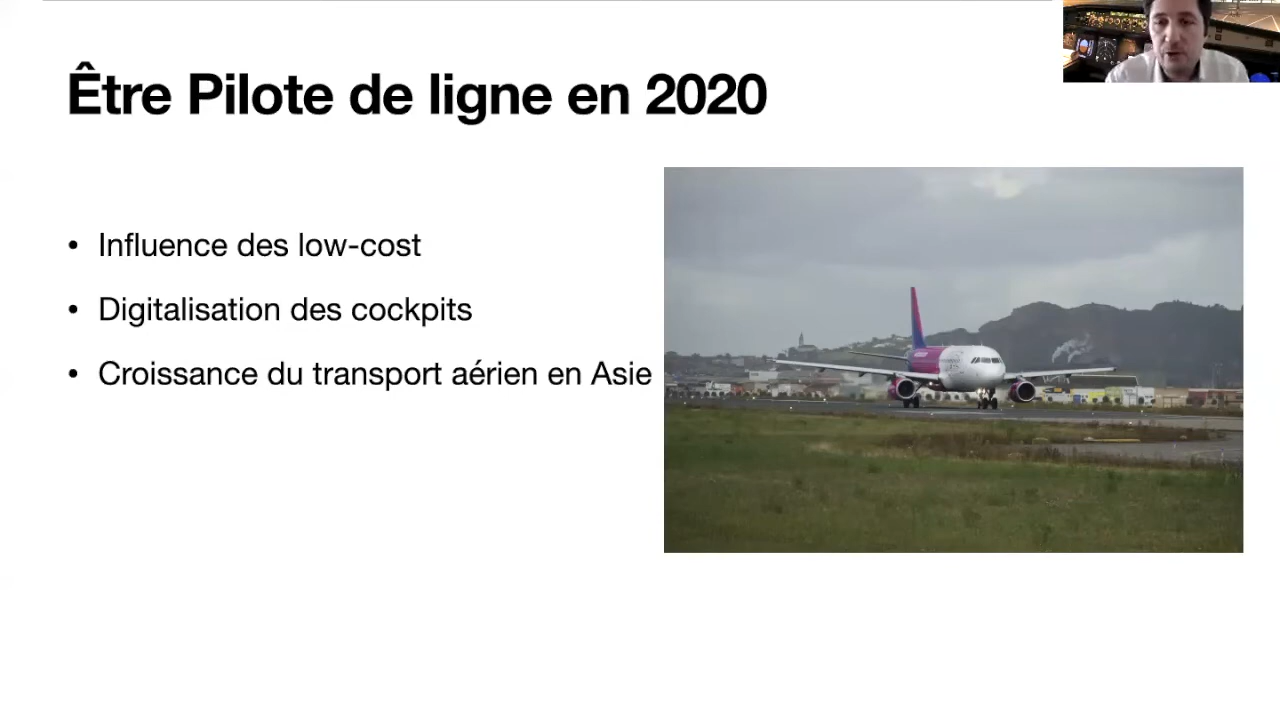 Être Pilote de ligne en 2020
• Influence des low-cost
• Digitalisation des cockpits
• Croissance du transport aérien en Asie